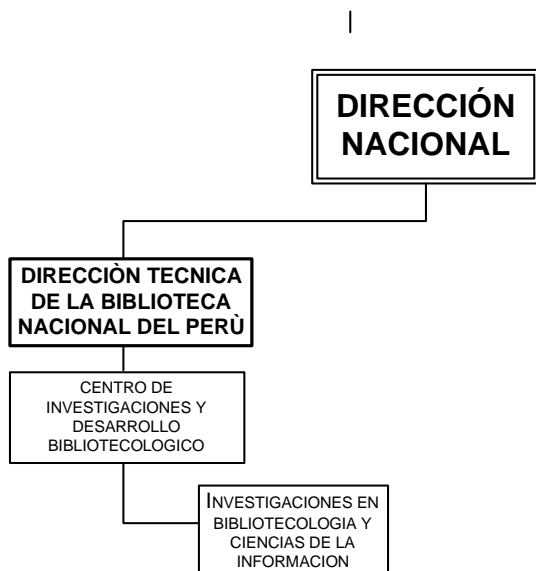 DIRECCIÓN
NACIONAL
DIRECCIÒN TECNICA
DE LA BIBLIOTECA
NACIONAL DEL PERÙ
CENTRO DE
INVESTIGACIONES Y
DESARROLLO
BIBLIOTECOLOGICO
INVESTIGACIONES EN
BIBLIOTECOLOGIA Y
CIENCIAS DE LA
INFORMACION